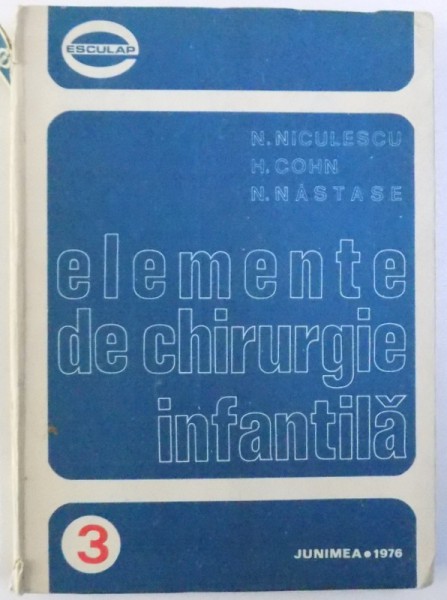 ESCULAP
N. NICULESCU
H. COHN
N. NĂSTASE
elemente
de chirurgie
infantilă
3
JUNIMEA • 1976